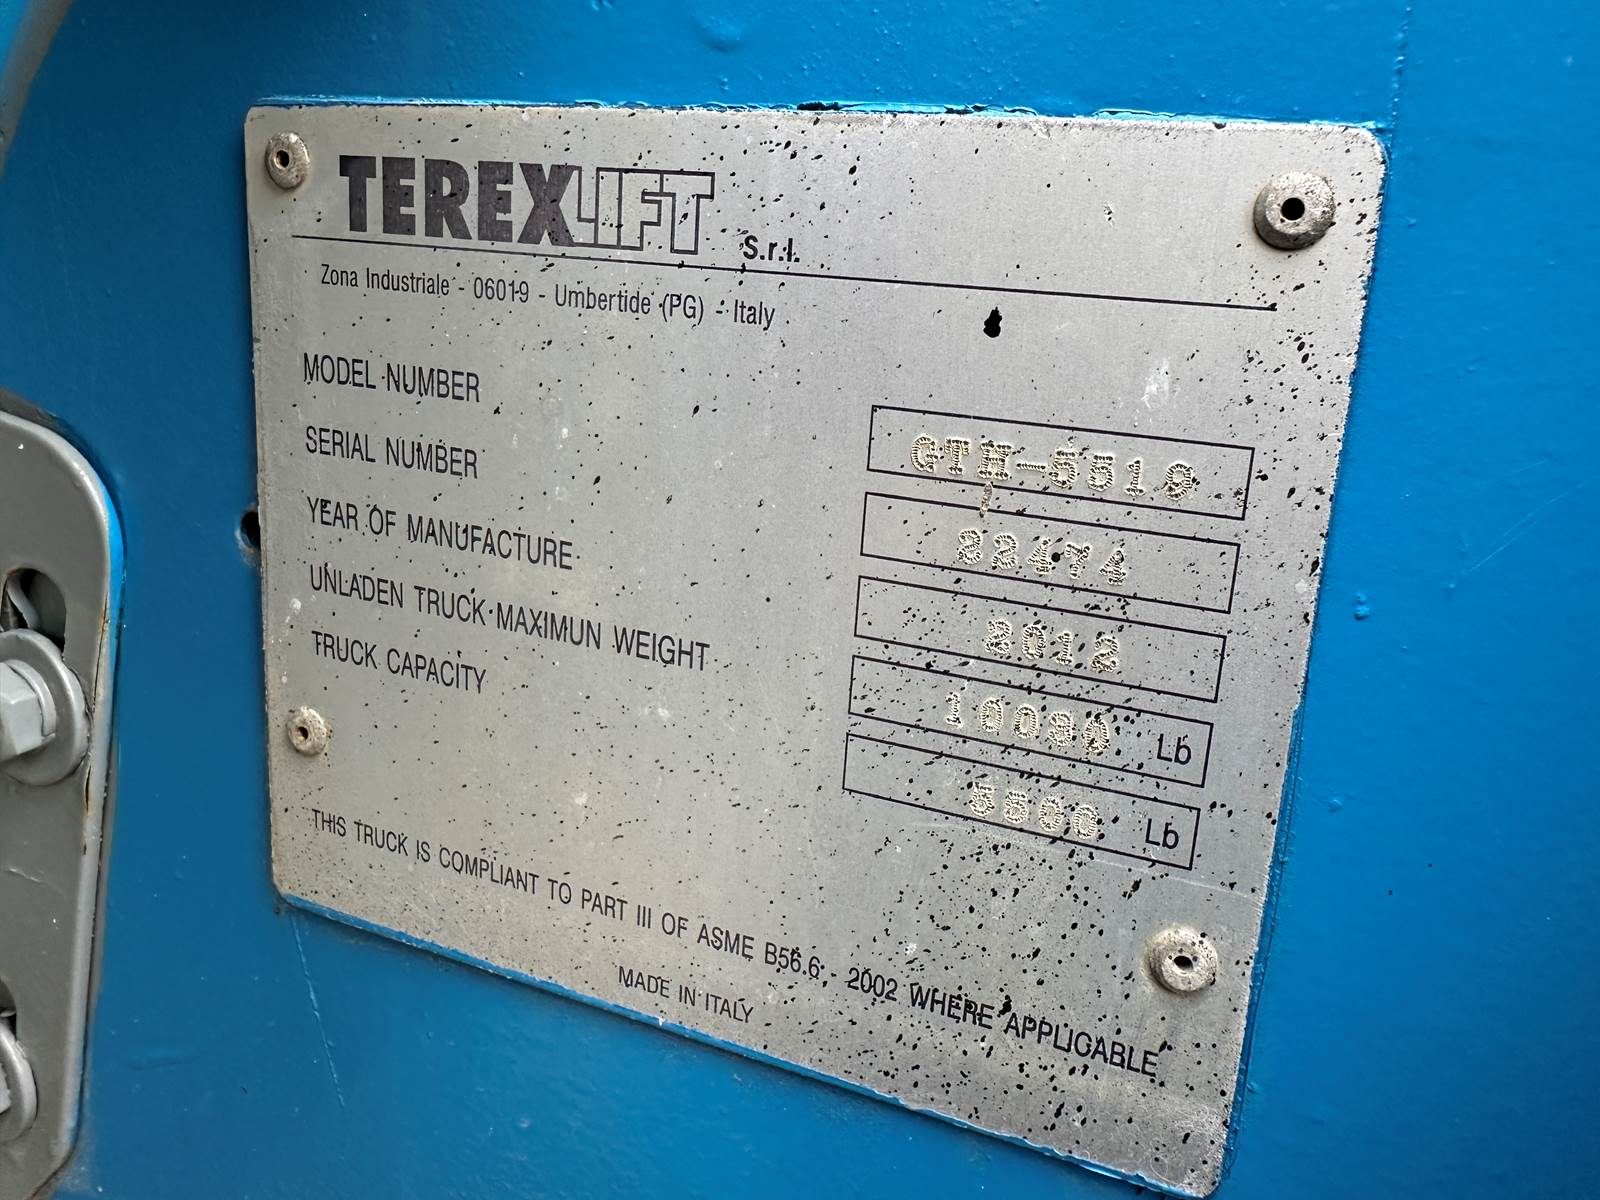 TEREXLIFT S.r.l.
Zona Industriale - 06019 - Umbertide (PG) - Italy
MODEL NUMBER GTH-5519
SERIAL NUMBER 22474
YEAR OF MANUFACTURE 2012
UNLADEN TRUCK MAXIMUN WEIGHT 10080 Lb
TRUCK CAPACITY 5500 Lb
THIS TRUCK IS COMPLIANT TO PART III OF ASME B56.6 - 2002 WHERE APPLICABLE
MADE IN ITALY